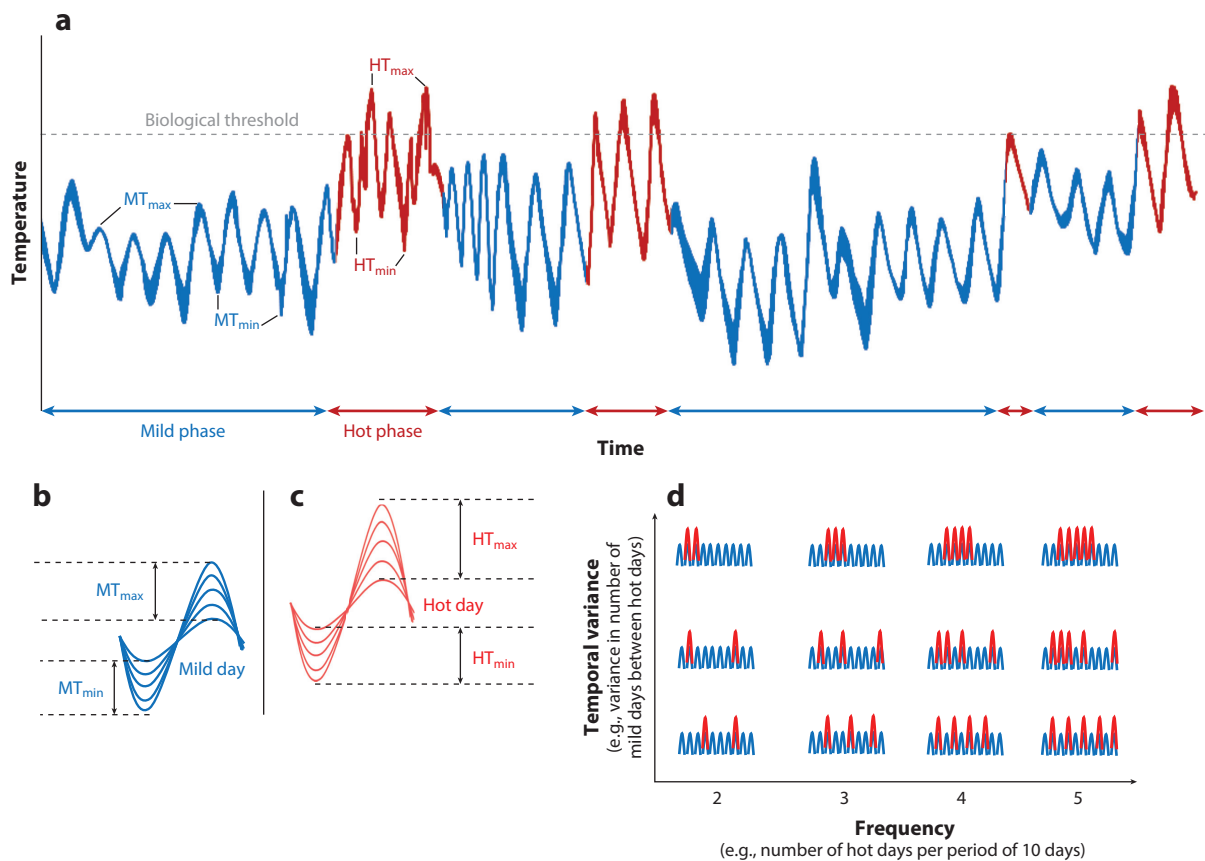 a
HTmax
Biological threshold
MTmax
Temperature
HTmin
MTmin
Mild phase
Hot phase
Time
b
c
d
HTmax
MTmax
Hot day
Mild day
HTmin
MTmin
Temporal variance
(e.g., variance in number of
mild days between hot days)
2
3
4
5
Frequency
(e.g., number of hot days per period of 10 days)